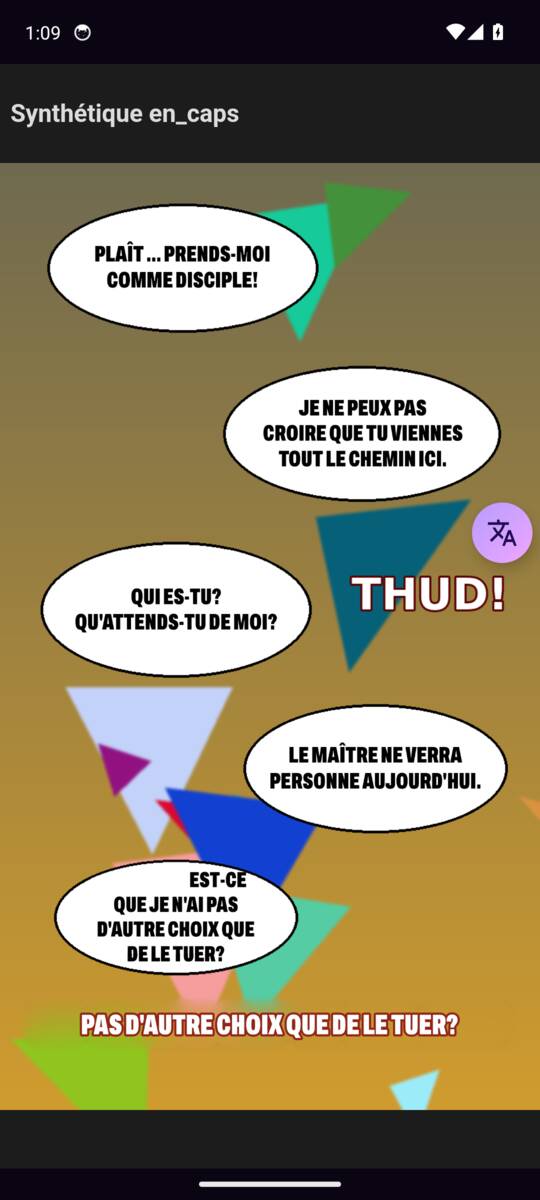 1:09
Synthétique en_caps
PLAÎT ... PRENDS-MOI
COMME DISCIPLE!
JE NE PEUX PAS
CROIRE QUE TU VIENNES
TOUT LE CHEMIN ICI.
THUD!
QUI ES-TU?
QU'ATTENDS-TU DE MOI?
LE MAÎTRE NE VERRA
PERSONNE AUJOURD'HUI.
EST-CE
QUE JE N'AI PAS
D'AUTRE CHOIX QUE
DE LE TUER?
PAS D'AUTRE CHOIX QUE DE LE TUER?